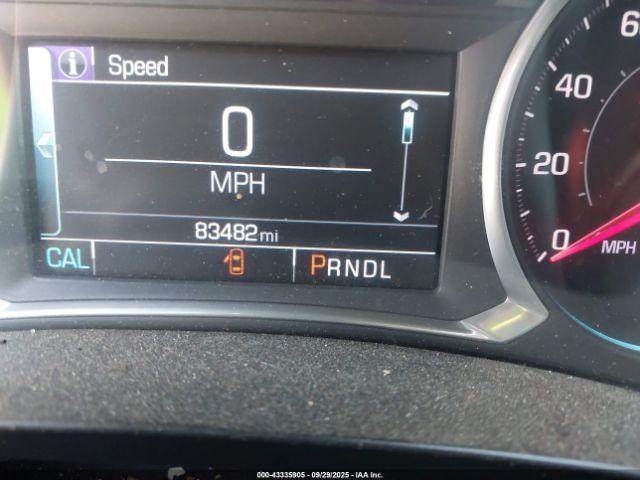 i Speed
0
MPH
83482 mi
CAL
PRNDL
60
40
20
0
MPH
000-43335905 - 09/29/2025 - IAA Inc.